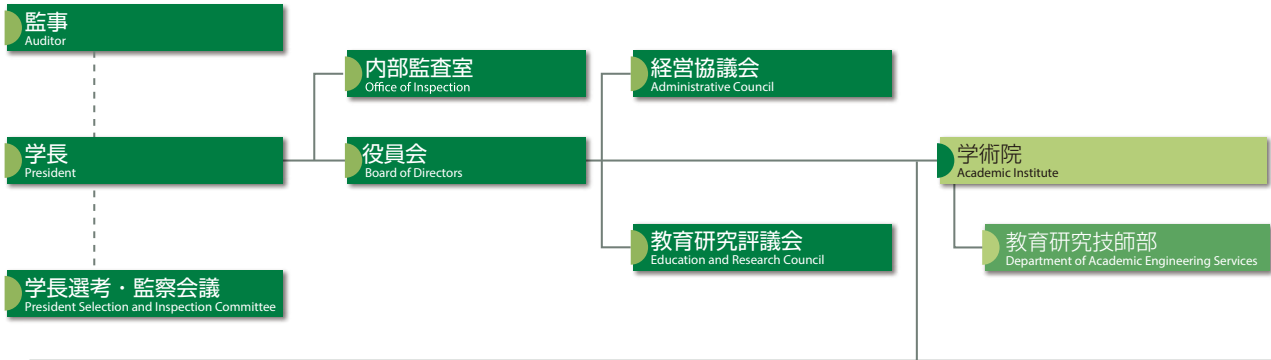 監事
Auditor
内部監査室
Office of Inspection
経営協議会
Administrative Council
学長
President
役員会
Board of Directors
学術院
Academic Institute
教育研究評議会
Education and Research Council
教育研究技師部
Department of Academic Engineering Services
学長選考・監察会議
President Selection and Inspection Committee